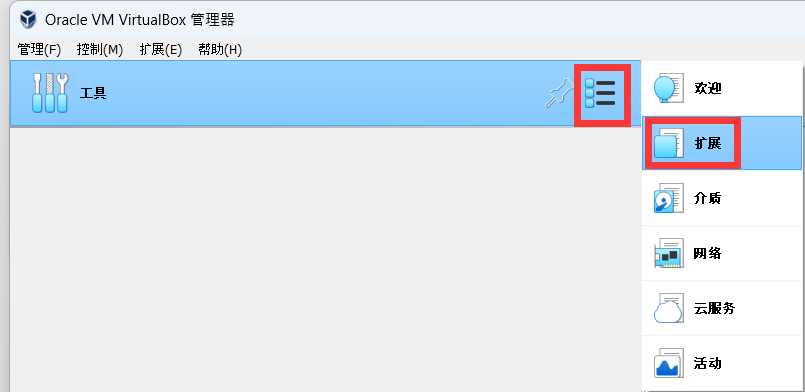 Oracle VM VirtualBox 管理器
管理(F) 控制(M) 扩展(E) 帮助(H)
工具
欢迎
扩展
介质
网络
云服务
活动